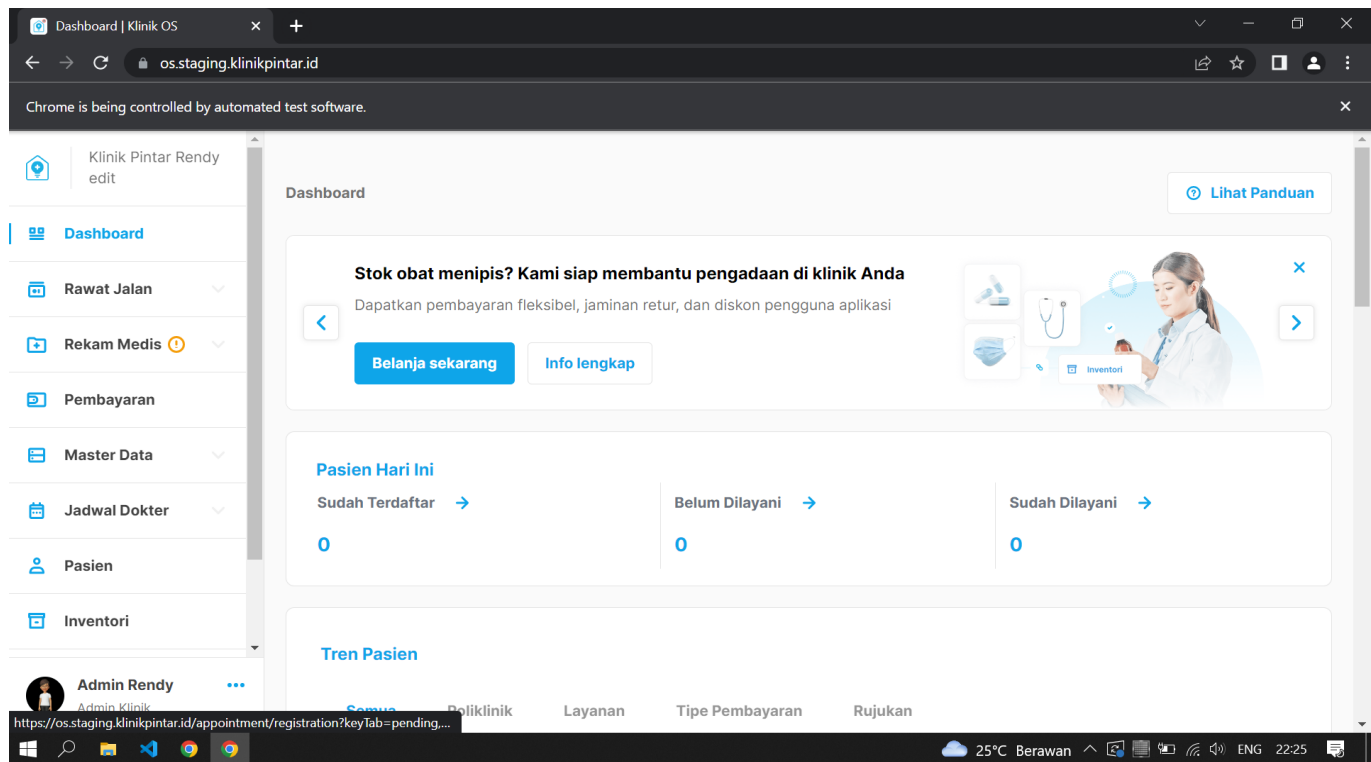 Dashboard | Klinik OS
os.staging.klinikpintar.id
Chrome is being controlled by automated test software.
Klinik Pintar Rendy
edit
Dashboard
Rawat Jalan
Rekam Medis
Pembayaran
Master Data
Jadwal Dokter
Pasien
Inventori
Admin Rendy
Admin Klinik
https://os.staging.klinikpintar.id/appointment/registration?keyTab=pending,...
Dashboard
Lihat Panduan
Stok obat menipis? Kami siap membantu pengadaan di klinik Anda
Dapatkan pembayaran fleksibel, jaminan retur, dan diskon pengguna aplikasi
Belanja sekarang
Info lengkap
Inventori
Pasien Hari Ini
Sudah Terdaftar
0
Belum Dilayani
0
Sudah Dilayani
0
Tren Pasien
Semua Poliklinik Layanan Tipe Pembayaran Rujukan
25°C Berawan ENG 22:25